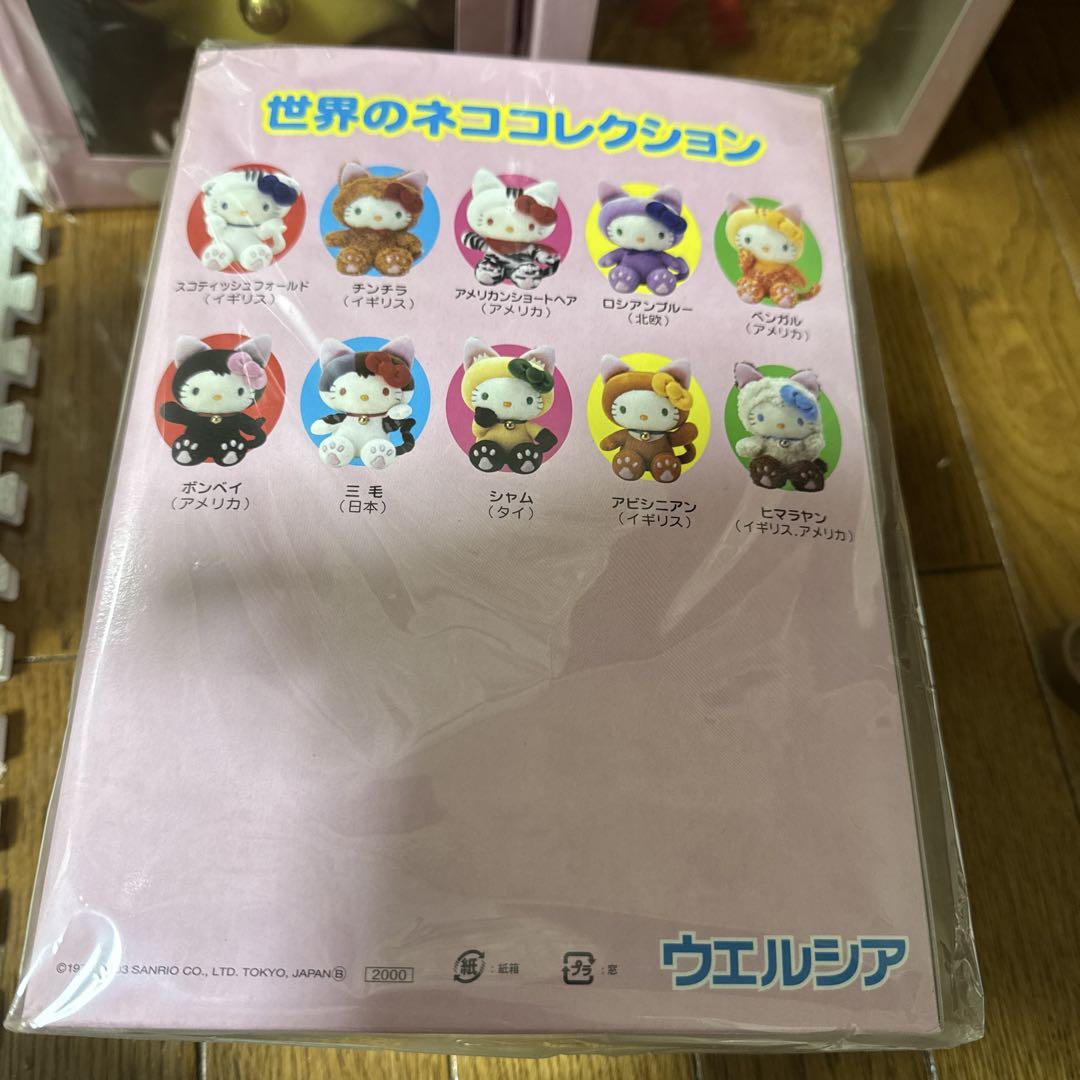 世界のネココレクション
スコティッシュフォールド
（イギリス）
チンチラ
（イギリス）
アメリカンショートヘア
（アメリカ）
ロシアンブルー
（北欧）
ベンガル
（アメリカ）
ボンベイ
（アメリカ）
三毛
（日本）
シャム
（タイ）
アビシニアン
（イギリス）
ヒマラヤン
（イギリス.アメリカ）
SANRIO CO., LTD. TOKYO, JAPAN Ⓑ
2000
紙 : 紙箱
プラ : 窓
ウエルシア